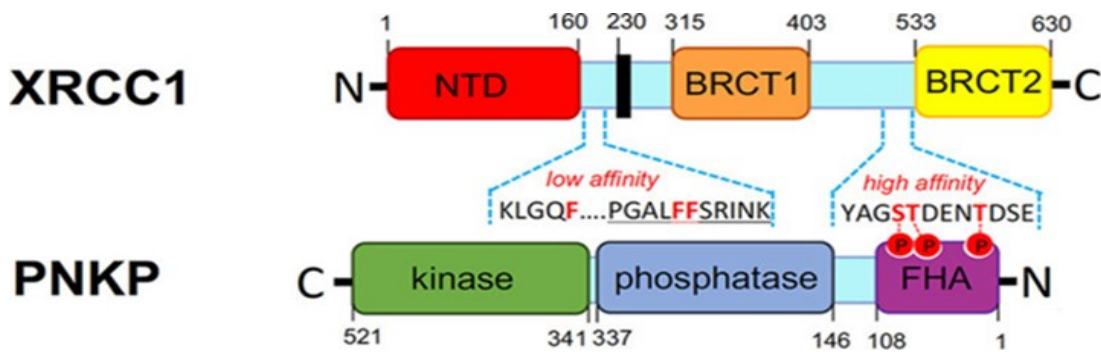 1 160 230 315 403 533 630
XRCC1 N NTD BRCT1 BRCT2 C
low affinity high affinity
KLGQF....PGALFFSRINK YAGSTDENTDSE
P P P
PNKP C kinase phosphatase FHA N
521 341 337 146 108 1